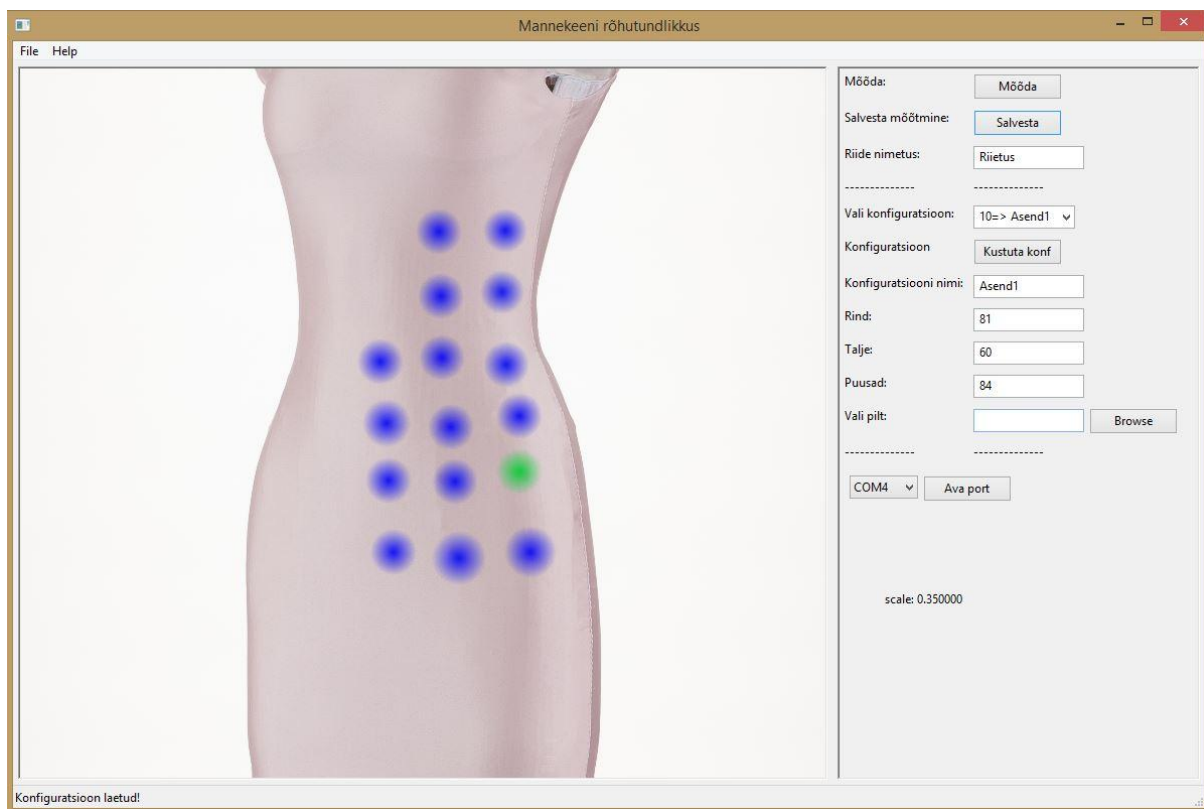 Mannekeeni rõhutundlikkus
File Help
Mõõda: Mõõda
Salvesta mõõtmine: Salvesta
Riide nimetus: Riietus
-------------- --------------
Vali konfiguratsioon: 10=> Asend1
Konfiguratsioon Kustuta konf
Konfiguratsiooni nimi: Asend1
Rind: 81
Talje: 60
Puusad: 84
Vali pilt: Browse
-------------- --------------
COM4 Ava port
scale: 0.350000
Konfiguratsioon laetud!